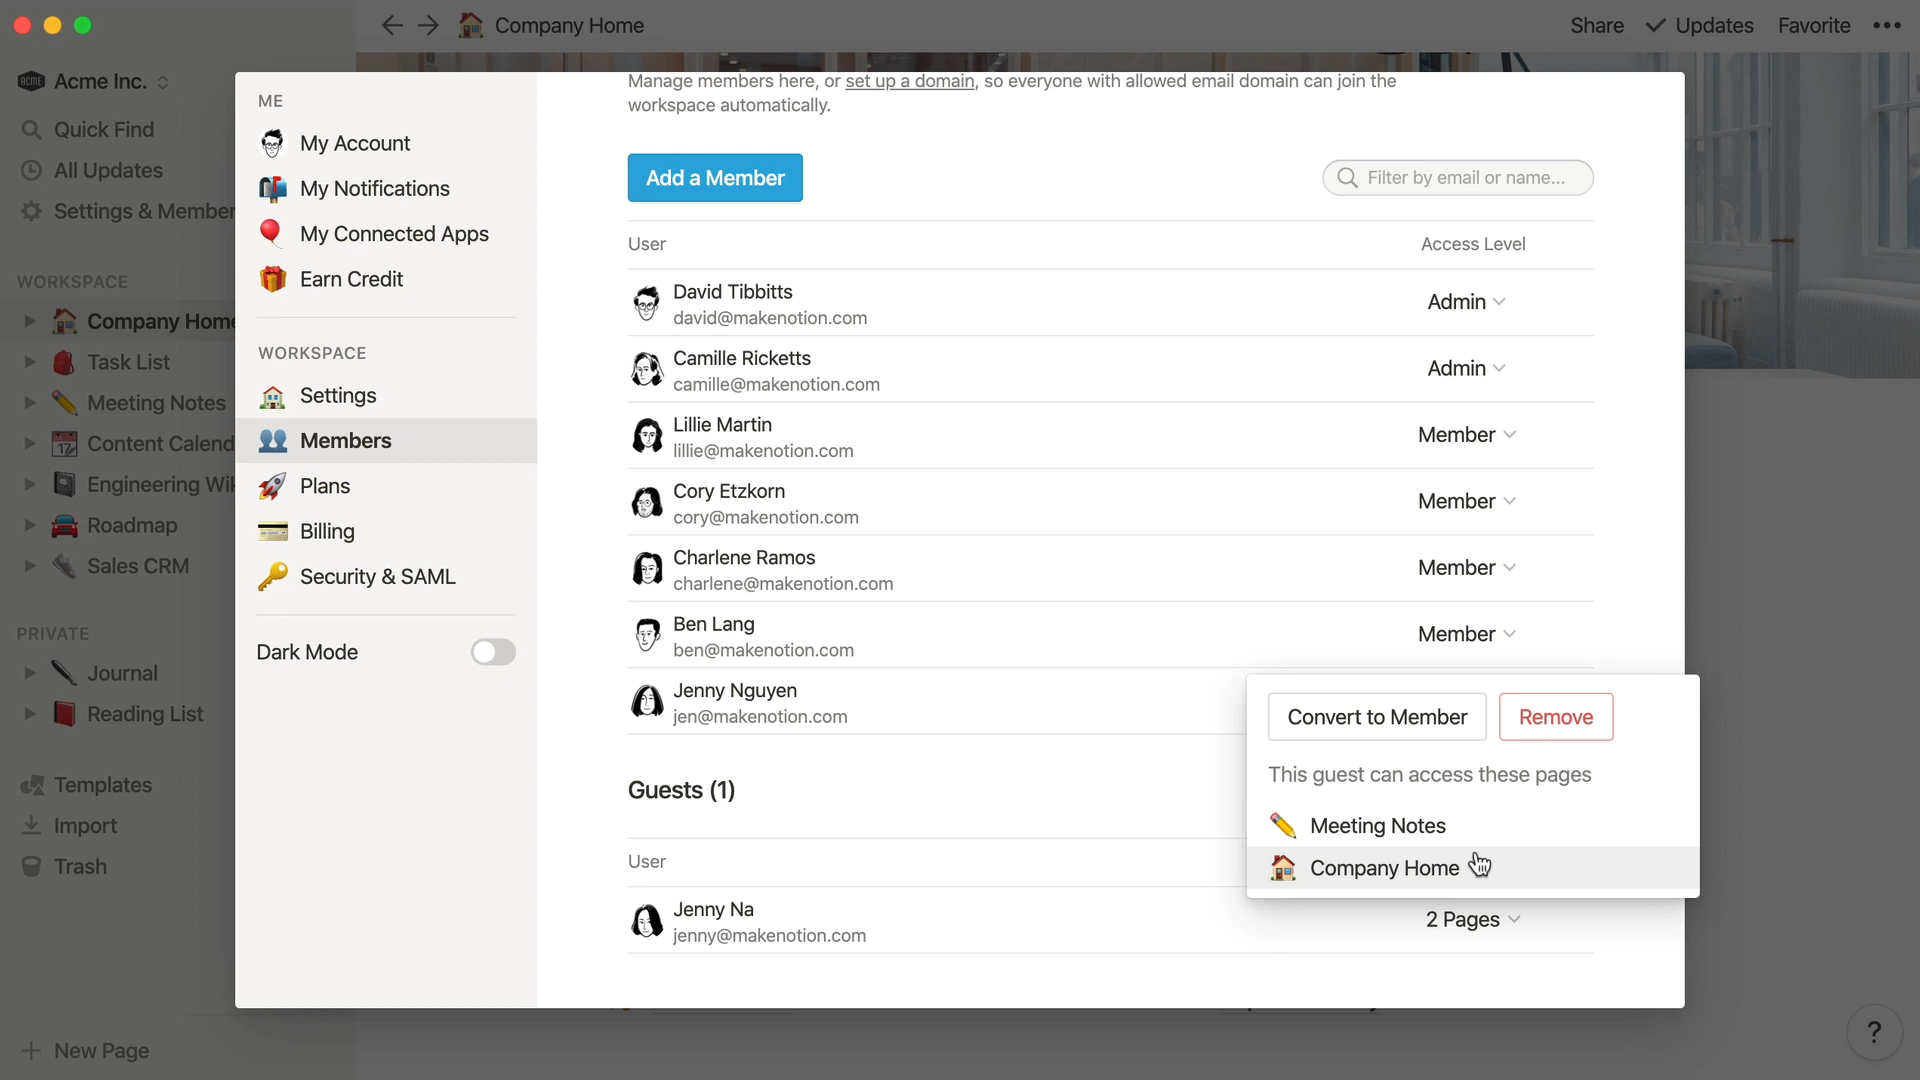 Company Home
Share
Updates
Favorite
ACME
Acme Inc.
Quick Find
All Updates
Settings & Member
WORKSPACE
Company Home
Task List
Meeting Notes
17
Content Calend
Engineering Wik
Roadmap
Sales CRM
PRIVATE
Journal
Reading List
Templates
Import
Trash
New Page
ME
My Account
My Notifications
My Connected Apps
Earn Credit
WORKSPACE
Settings
Members
Plans
Billing
Security & SAML
Dark Mode
Manage members here, or set up a domain, so everyone with allowed email domain can join the
workspace automatically.
Add a Member
Filter by email or name...
User
Access Level
David Tibbitts
david@makenotion.com
Admin
Camille Ricketts
camille@makenotion.com
Admin
Lillie Martin
lillie@makenotion.com
Member
Cory Etzkorn
cory@makenotion.com
Member
Charlene Ramos
charlene@makenotion.com
Member
Ben Lang
ben@makenotion.com
Member
Jenny Nguyen
jen@makenotion.com
Convert to Member
Remove
This guest can access these pages
Meeting Notes
Company Home
Guests (1)
User
Jenny Na
jenny@makenotion.com
2 Pages
?